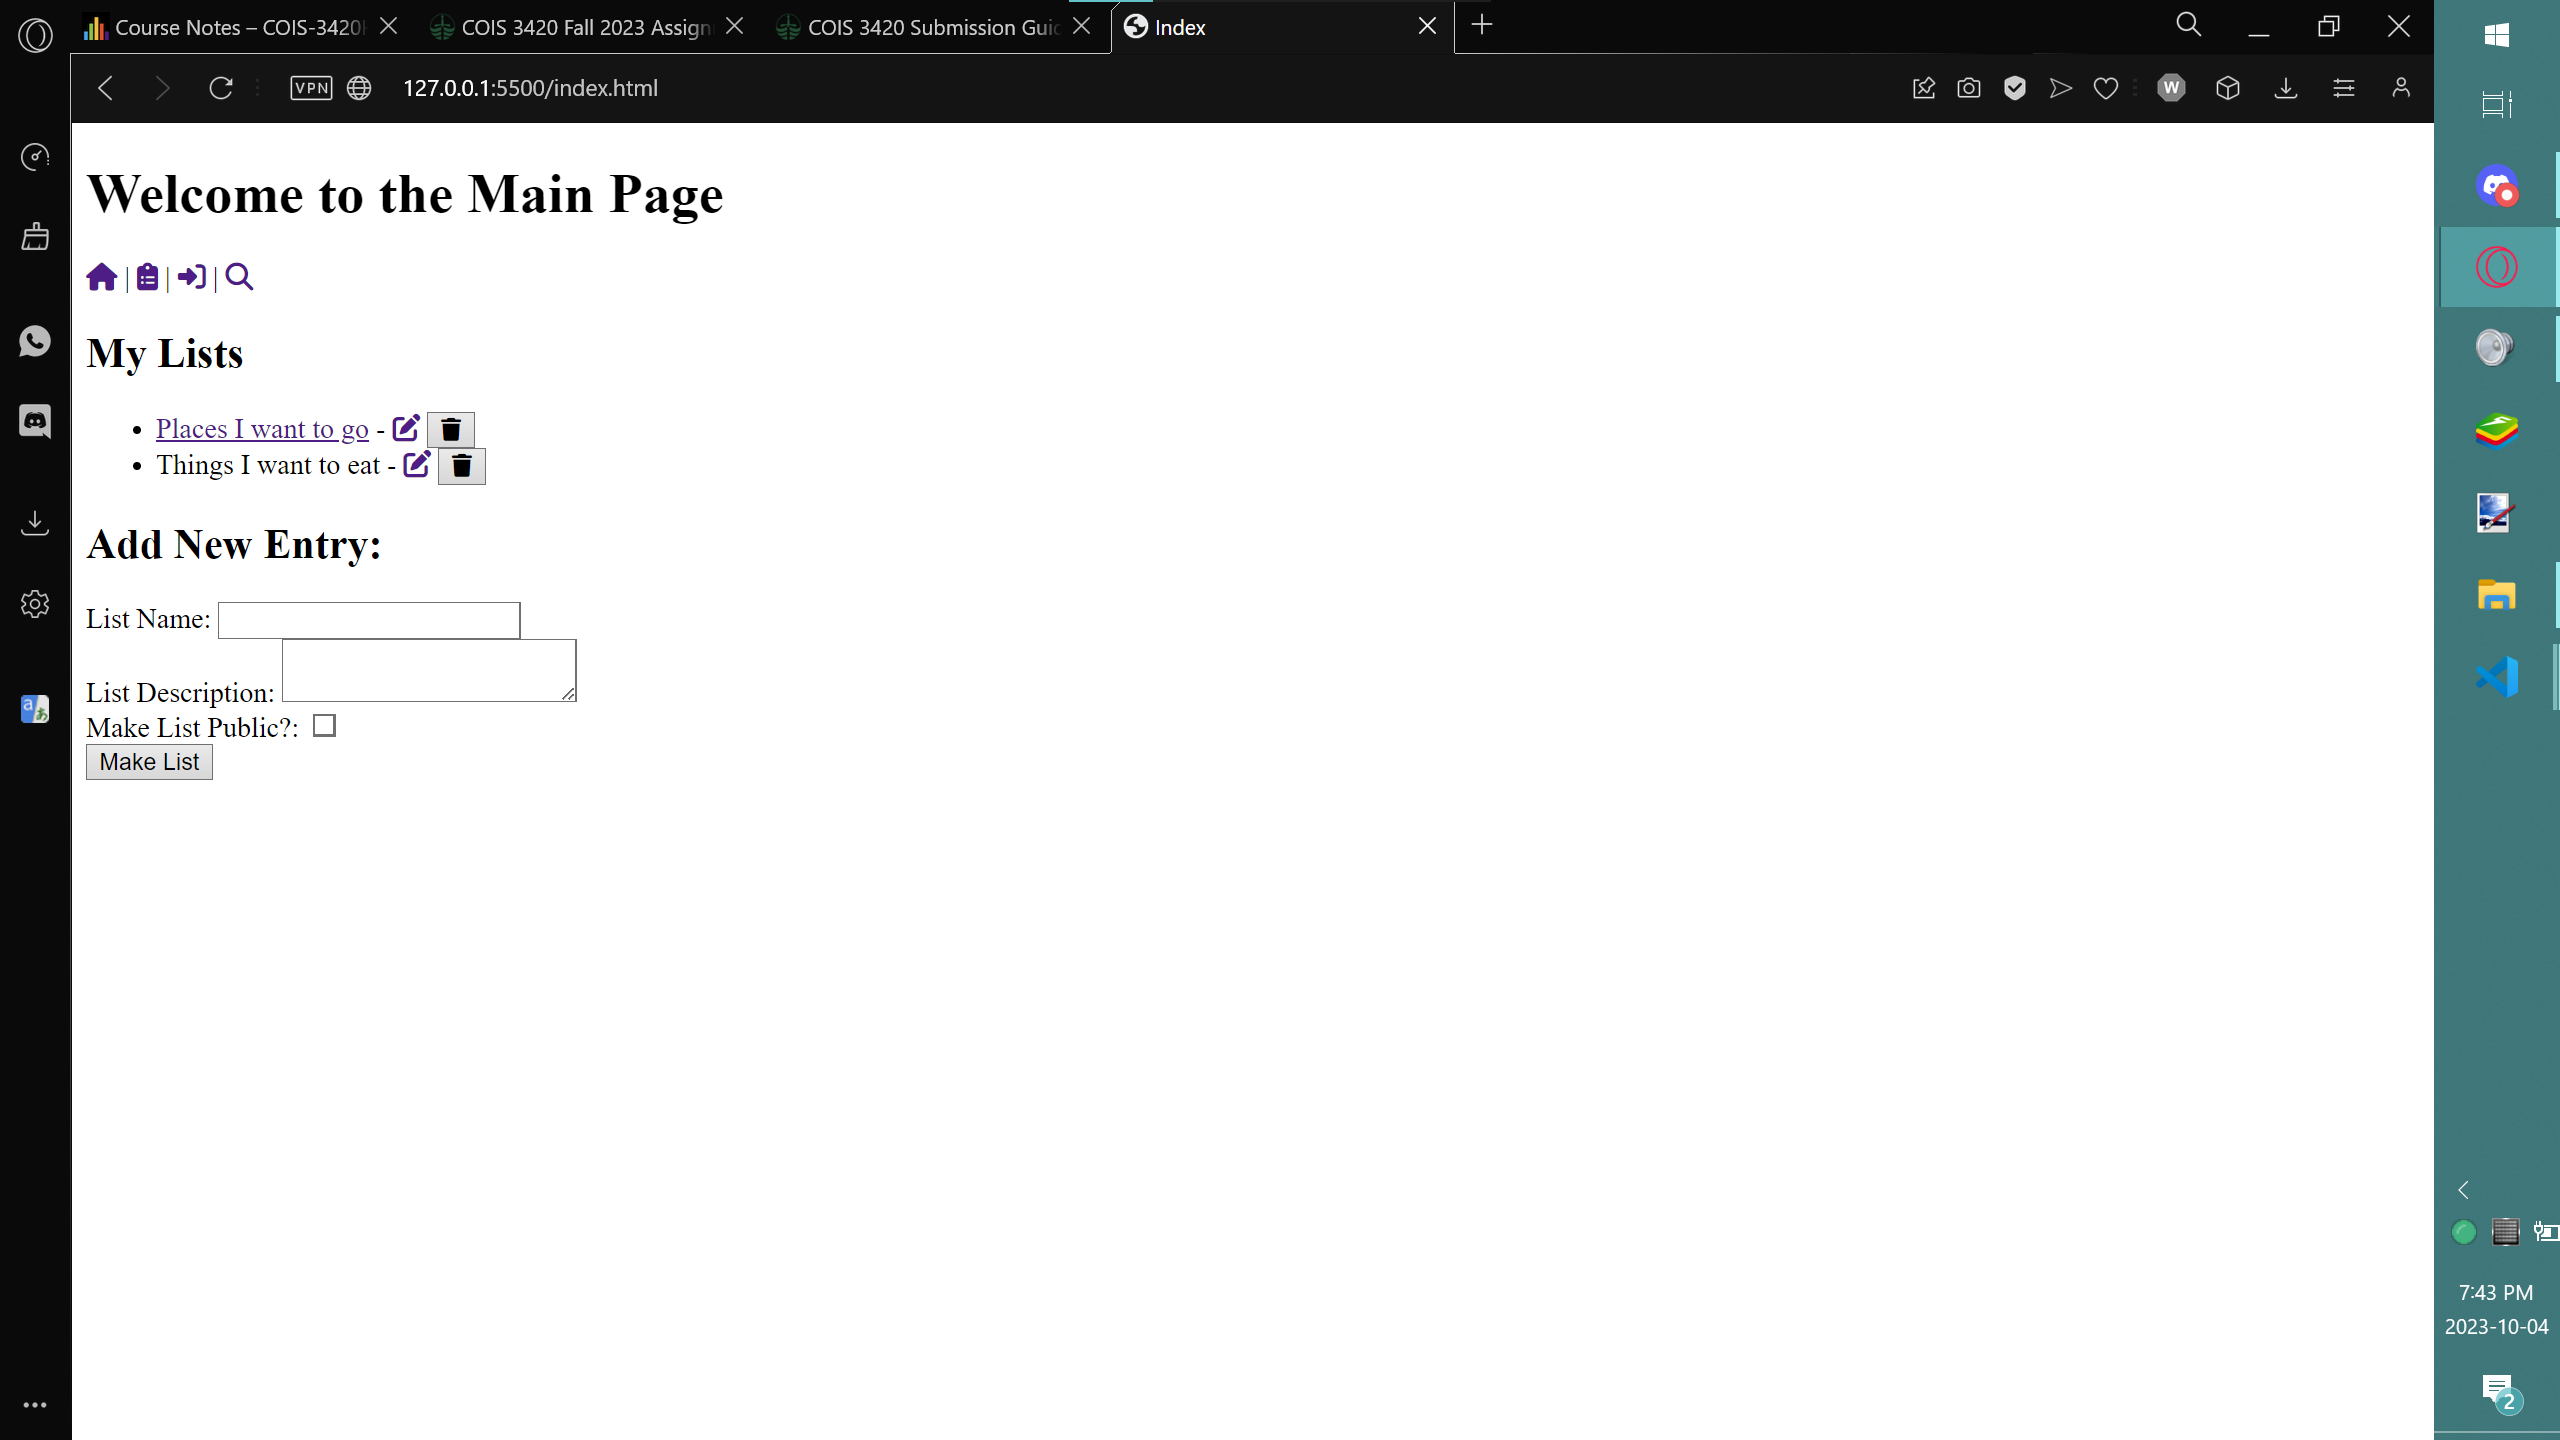 Course Notes – COIS-3420H
COIS 3420 Fall 2023 Assign
COIS 3420 Submission Guid
Index
VPN
127.0.0.1:5500/index.html
W
Welcome to the Main Page
| | |
My Lists
Places I want to go -
Things I want to eat -
Add New Entry:
List Name:
List Description:
Make List Public?:
Make List
7:43 PM
2023-10-04
2